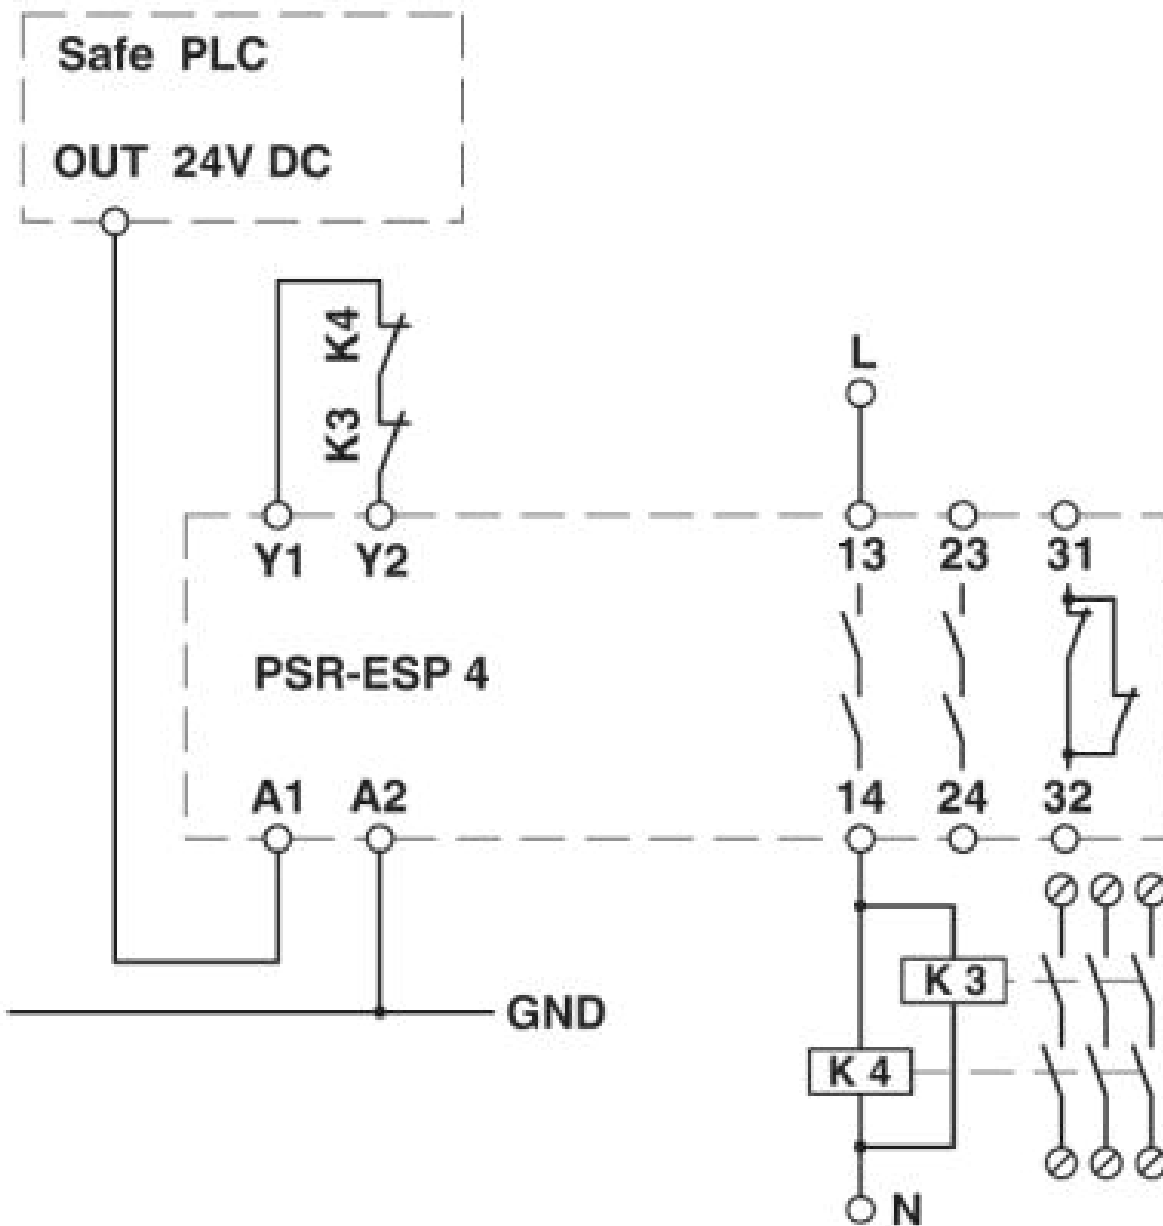 Safe PLC
OUT 24V DC
K4
K3
L
Y1 Y2
13 23 31
PSR-ESP 4
A1 A2
14 24 32
K 3
GND
K 4
N